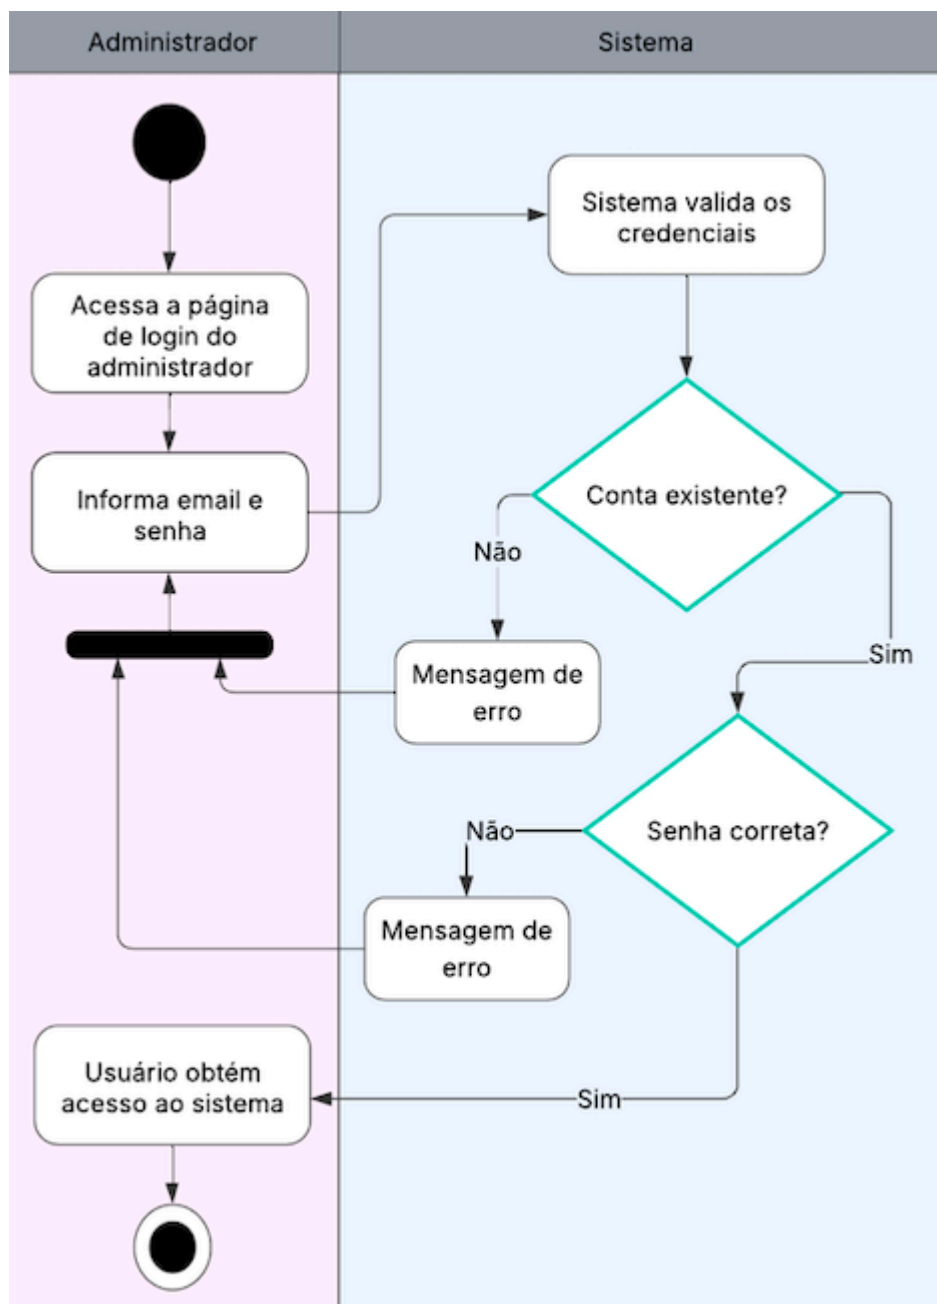 Administrador
Sistema
Sistema valida os
credenciais
Acessa a página
de login do
administrador
Informa email e
senha
Conta existente?
Não
Sim
Mensagem de
erro
Senha correta?
Não
Mensagem de
erro
Usuário obtém
acesso ao sistema
Sim